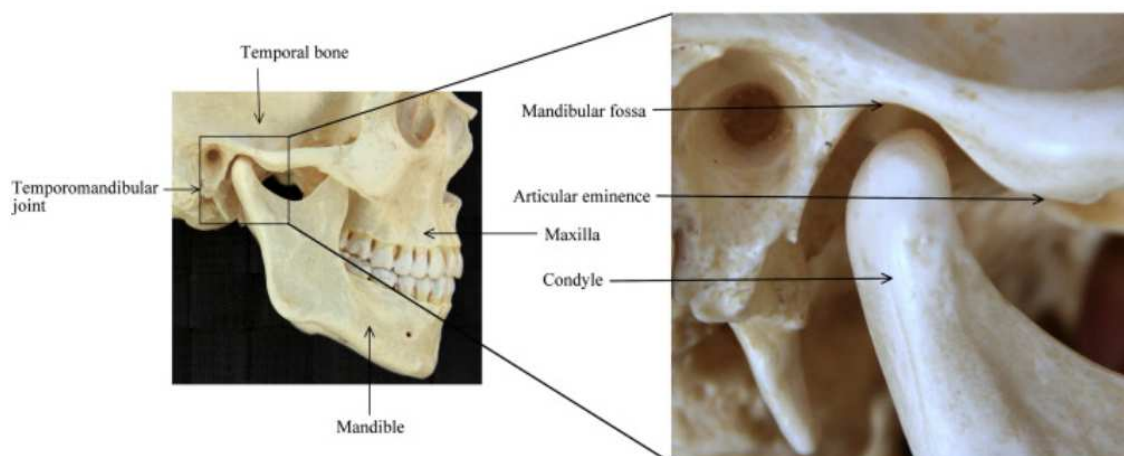 Temporal bone
Temporomandibular
joint
Maxilla
Mandible
Mandibular fossa
Articular eminence
Condyle